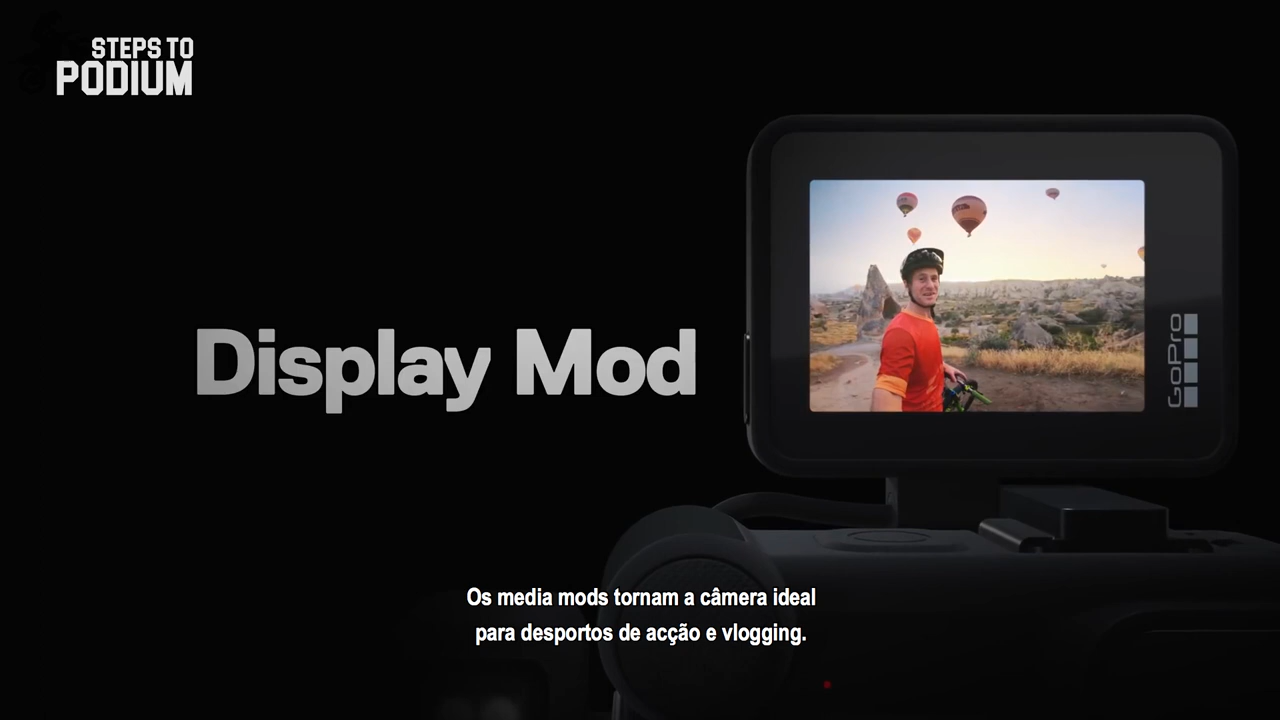 STEPS TO
PODIUM
Display Mod
GoPro
Os media mods tornam a câmera ideal
para desportos de acção e vlogging.